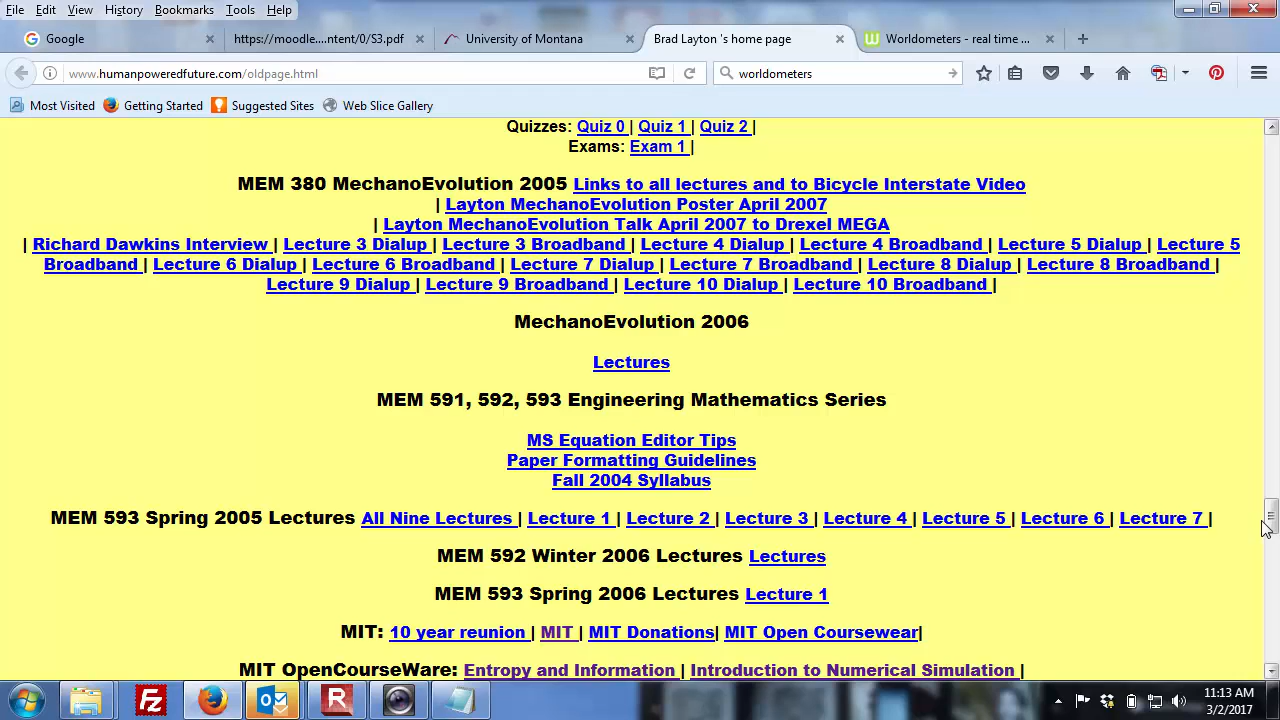 File Edit View History Bookmarks Tools Help
Google
https://moodle....ntent/0/S3.pdf
University of Montana
Brad Layton 's home page
Worldometers - real time ...
www.humanpoweredfuture.com/oldpage.html
worldometers
Most Visited Getting Started Suggested Sites Web Slice Gallery
Quizzes: Quiz 0 | Quiz 1 | Quiz 2 |
Exams: Exam 1 |
MEM 380 MechanoEvolution 2005 Links to all lectures and to Bicycle Interstate Video
| Layton MechanoEvolution Poster April 2007
| Layton MechanoEvolution Talk April 2007 to Drexel MEGA
| Richard Dawkins Interview | Lecture 3 Dialup | Lecture 3 Broadband | Lecture 4 Dialup | Lecture 4 Broadband | Lecture 5 Dialup | Lecture 5
Broadband | Lecture 6 Dialup | Lecture 6 Broadband | Lecture 7 Dialup | Lecture 7 Broadband | Lecture 8 Dialup | Lecture 8 Broadband |
Lecture 9 Dialup | Lecture 9 Broadband | Lecture 10 Dialup | Lecture 10 Broadband |
MechanoEvolution 2006
Lectures
MEM 591, 592, 593 Engineering Mathematics Series
MS Equation Editor Tips
Paper Formatting Guidelines
Fall 2004 Syllabus
MEM 593 Spring 2005 Lectures All Nine Lectures | Lecture 1 | Lecture 2 | Lecture 3 | Lecture 4 | Lecture 5 | Lecture 6 | Lecture 7 |
MEM 592 Winter 2006 Lectures Lectures
MEM 593 Spring 2006 Lectures Lecture 1
MIT: 10 year reunion | MIT | MIT Donations| MIT Open Coursewear|
MIT OpenCourseWare: Entropy and Information | Introduction to Numerical Simulation |
11:13 AM
3/2/2017